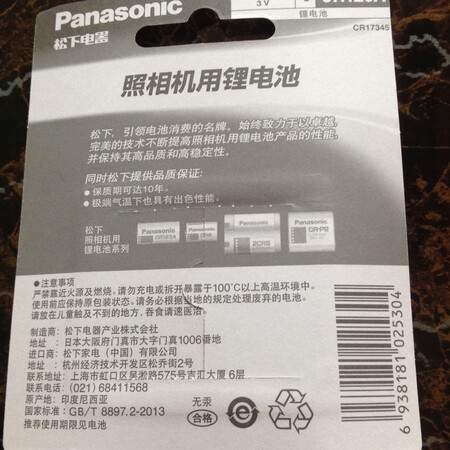 Panasonic
松下电器
3 V
锂电池
CR17345
照相机用锂电池
松下，引领电池消费的名牌，始终致力于以卓越、
完美的技术不断提高照相机用锂电池产品的性能，
并保持其高品质和高稳定性。
同时松下提供品质保证：
• 保质期可达10年。
• 极端气温下也具有出色性能。
松下
照相机用
锂电池系列
Panasonic
CR123A
Panasonic
2CR5
Panasonic
CR-P2
●注意事项
严禁靠近火源及燃烧。请勿充电或拆开暴露于100℃以上高温环境中。
使用前应保持原包装状态。请务必根据当地的规定处理废弃的电池。
请放在儿童触及不到的地方，吞食请速医治。
制造商：松下电器产业株式会社
地址：日本大阪府门真市大字门真1006番地
进口商：松下家电（中国）有限公司
地址：杭州经济技术开发区松乔街2号
联系地址：上海市虹口区吴淞路575号吉汇大厦 6层
联系电话：(021) 68411568
原产地：印度尼西亚
国家标准：GB/T 8897.2-2013
推荐使用期限见电池
无汞
合格
6 938181 025304